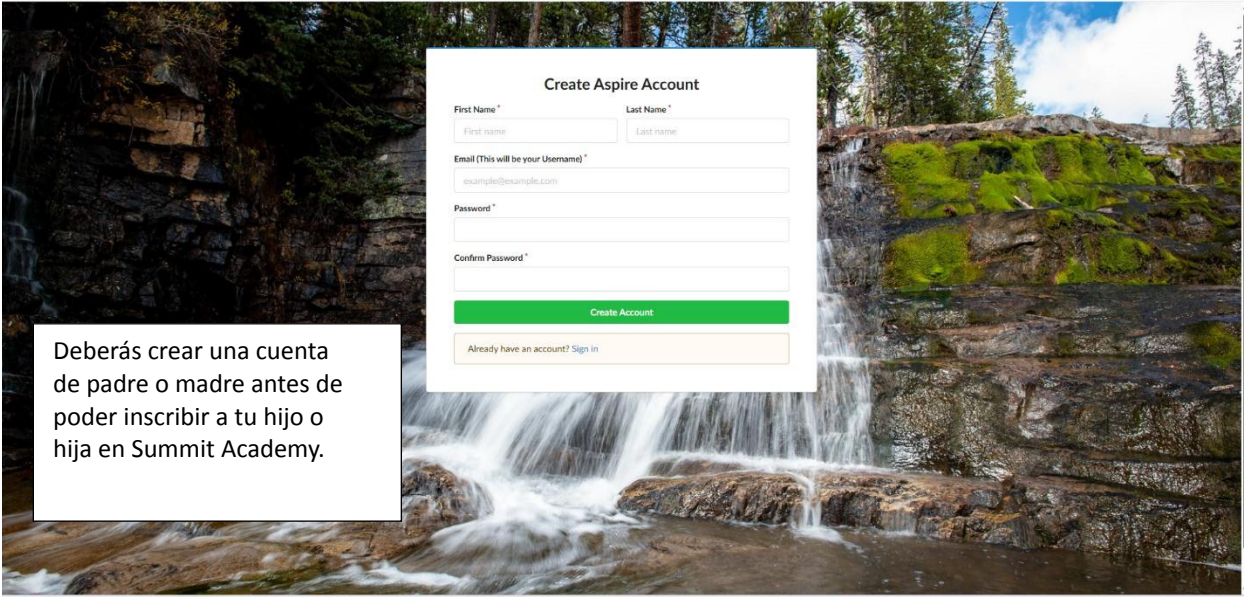 Create Aspire Account
First Name * Last Name *
First name Last name
Email (This will be your Username) *
example@example.com
Password *
Confirm Password *
Create Account
Already have an account? Sign in
Deberás crear una cuenta
de padre o madre antes de
poder inscribir a tu hijo o
hija en Summit Academy.